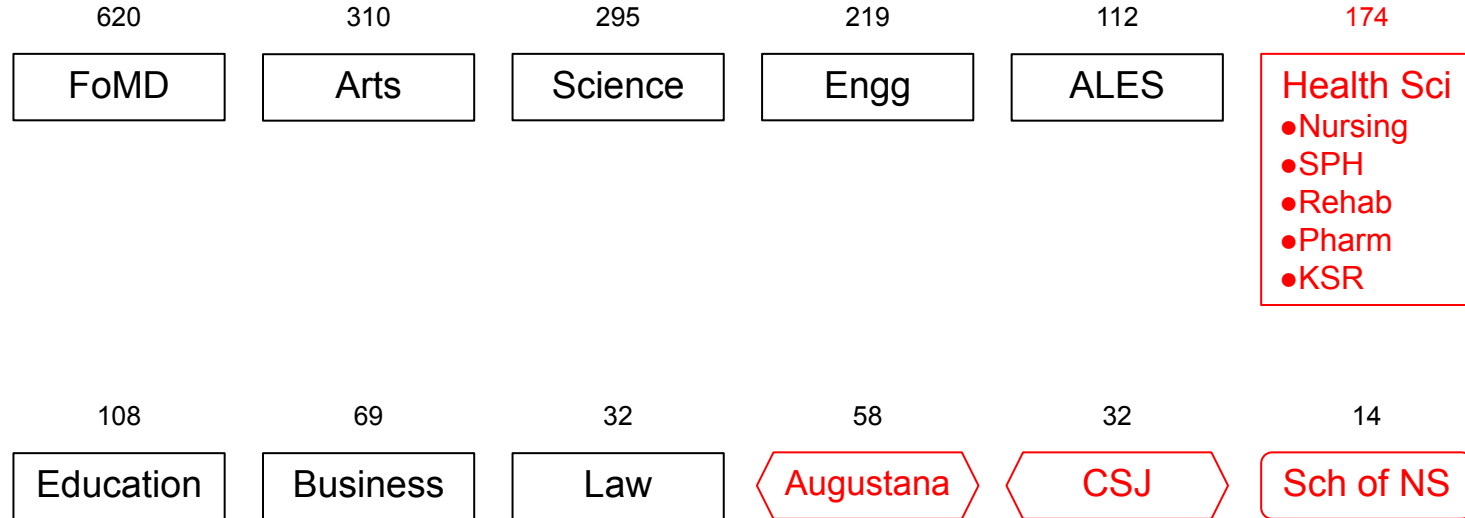 620 310 295 219 112 174
FoMD Arts Science Engg ALES Health Sci
●Nursing
●SPH
●Rehab
●Pharm
●KSR
108 69 32 58 32 14
Education Business Law Augustana CSJ Sch of NS